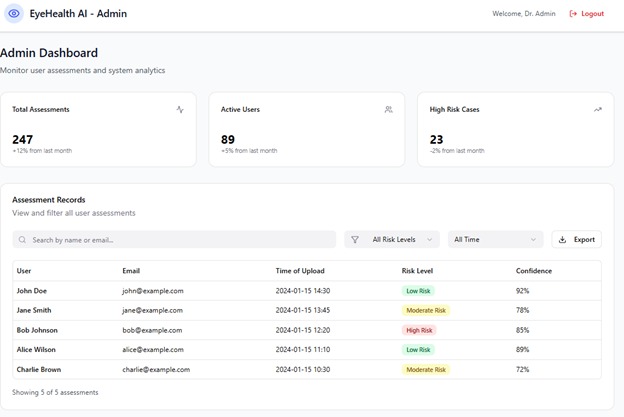 EyeHealth AI - Admin
Welcome, Dr. Admin Logout
Admin Dashboard
Monitor user assessments and system analytics
Total Assessments
247
+12% from last month
Active Users
89
+5% from last month
High Risk Cases
23
-2% from last month
Assessment Records
View and filter all user assessments
Search by name or email... All Risk Levels All Time Export
User Email Time of Upload Risk Level Confidence
John Doe john@example.com 2024-01-15 14:30 Low Risk 92%
Jane Smith jane@example.com 2024-01-15 13:45 Moderate Risk 78%
Bob Johnson bob@example.com 2024-01-15 12:20 High Risk 85%
Alice Wilson alice@example.com 2024-01-15 11:10 Low Risk 89%
Charlie Brown charlie@example.com 2024-01-15 10:30 Moderate Risk 72%
Showing 5 of 5 assessments